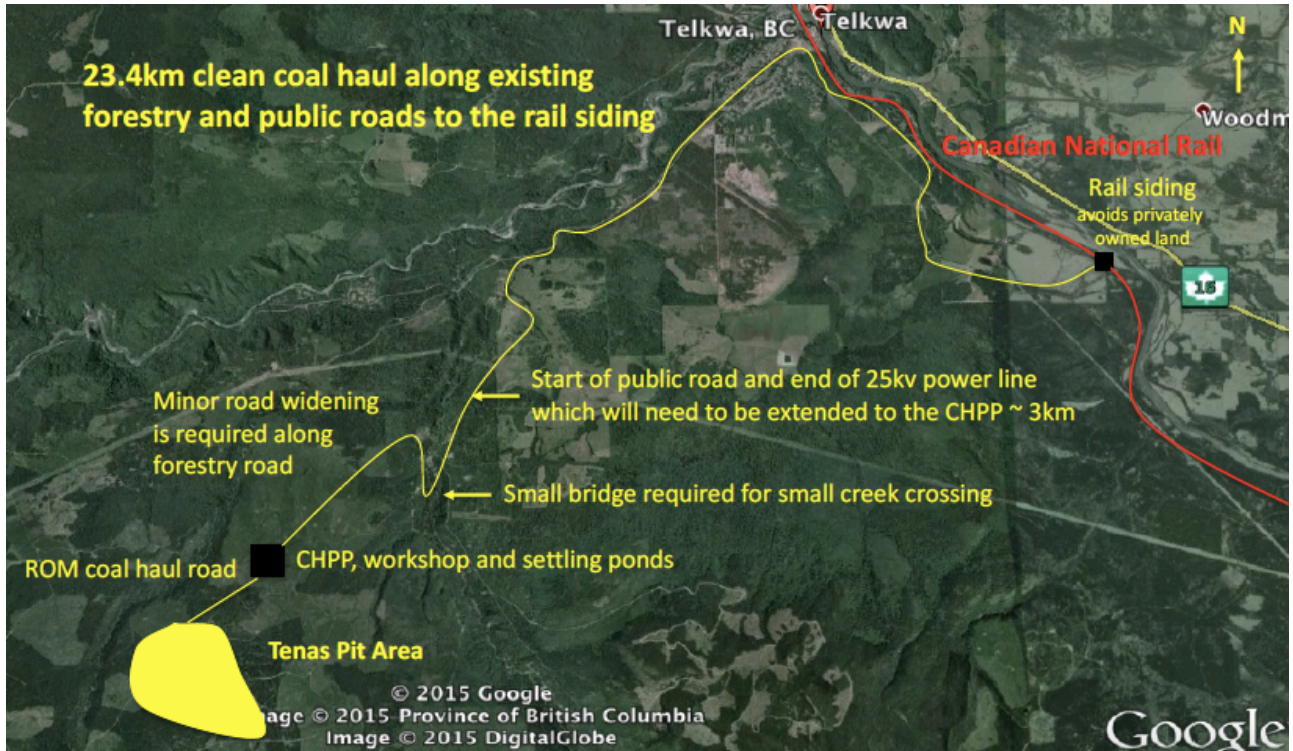 Telkwa, BC
Telkwa
N
23.4km clean coal haul along existing
forestry and public roads to the rail siding
Woodm
Canadian National Rail
Rail siding
avoids privately
owned land
16
Start of public road and end of 25kv power line
which will need to be extended to the CHPP ~ 3km
Minor road widening
is required along
forestry road
Small bridge required for small creek crossing
CHPP, workshop and settling ponds
ROM coal haul road
Tenas Pit Area
© 2015 Google
age © 2015 Province of British Columbia
Image © 2015 DigitalGlobe
Google